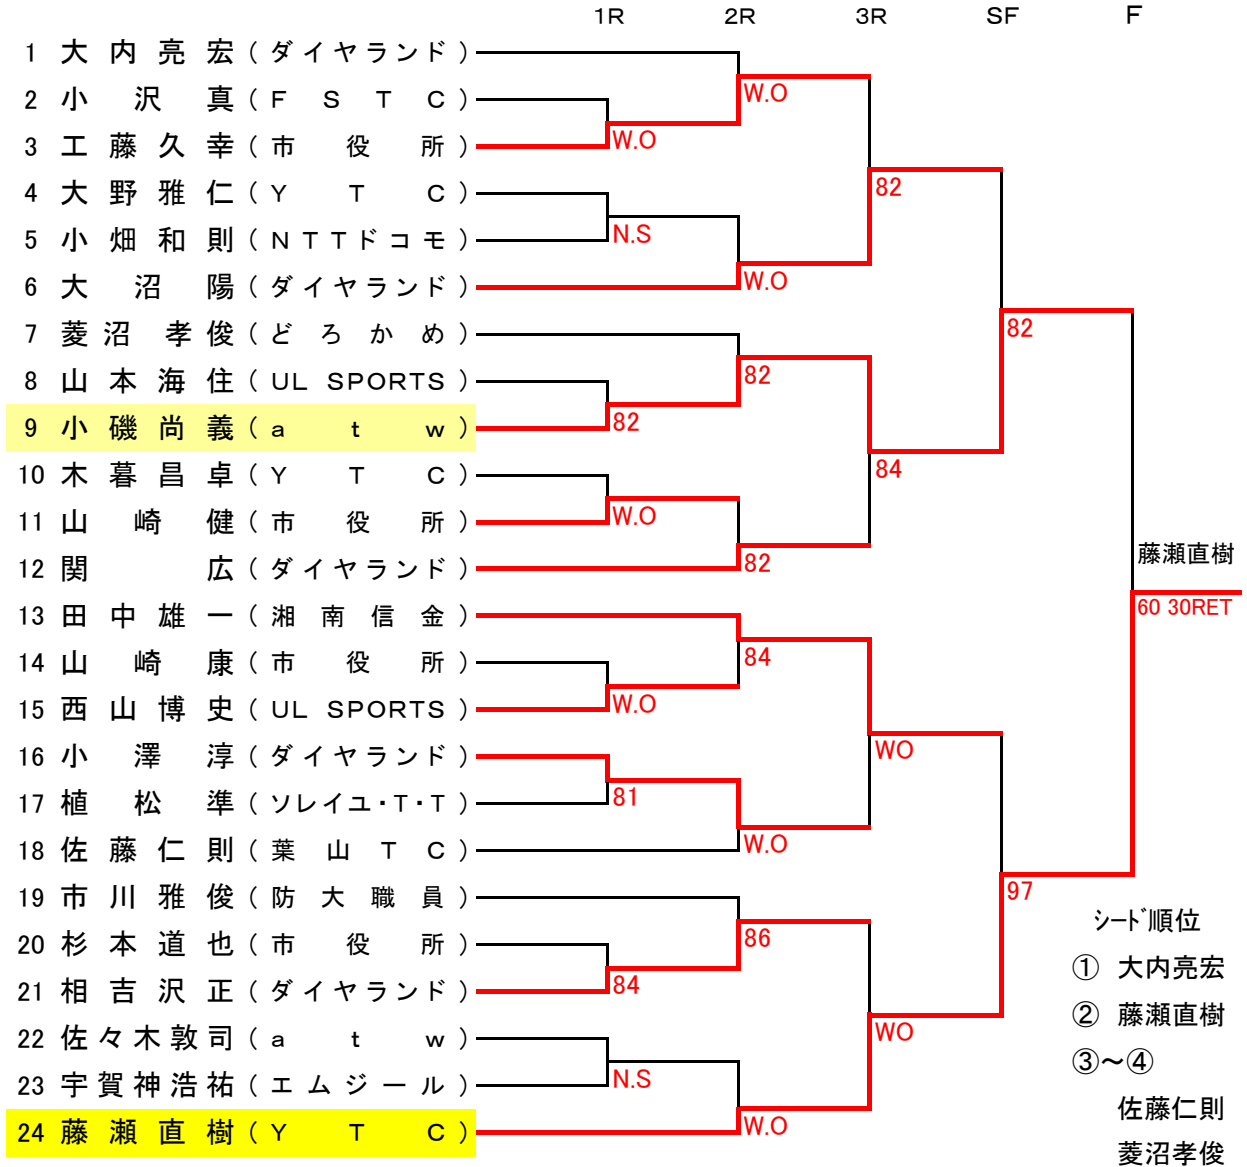 1R 2R 3R SF F
1 大内亮宏 (ダイヤランド)
2 小沢真 (FSTC)
W.O
W.O
3 工藤久幸 (市役所)
4 大野雅仁 (YTC)
82
5 小畑和則 (NTTドコモ)
N.S
6 大沼陽 (ダイヤランド)
W.O
7 菱沼孝俊 (どろかめ)
82
8 山本海住 (UL SPORTS)
82
9 小磯尚義 (atw)
82
10 木暮昌卓 (YTC)
84
11 山崎健 (市役所)
W.O
12 関広 (ダイヤランド)
82
藤瀬直樹
13 田中雄一 (湘南信金)
60 30RET
14 山崎康 (市役所)
84
15 西山博史 (UL SPORTS)
W.O
16 小澤淳 (ダイヤランド)
WO
17 植松準 (ソレイユ・T・T)
81
18 佐藤仁則 (葉山TC)
W.O
19 市川雅俊 (防大職員)
97
シード順位
20 杉本道也 (市役所)
86
① 大内亮宏
21 相吉沢正 (ダイヤランド)
84
② 藤瀬直樹
22 佐々木敦司 (atw)
WO
③~④
23 宇賀神浩祐 (エムジール)
N.S
佐藤仁則
24 藤瀬直樹 (YTC)
W.O
菱沼孝俊